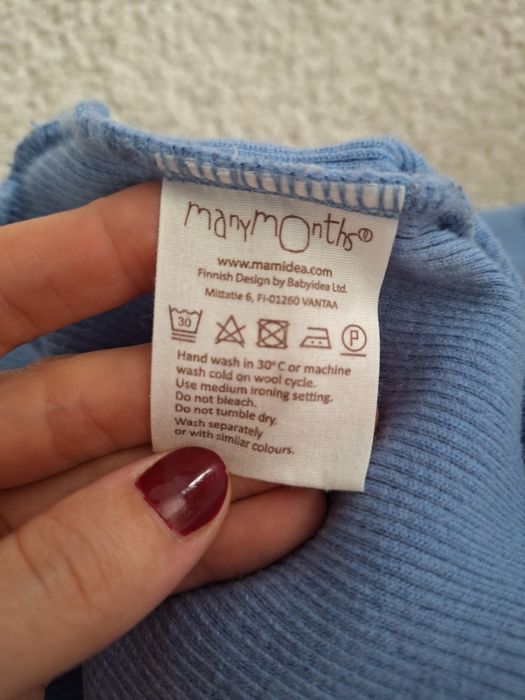 manymonths®
www.mamidea.com
Finnish Design by Babyidea Ltd.
Mittatie 6, FI-01260 VANTAA
30 P
Hand wash in 30°C or machine
wash cold on wool cycle.
Use medium ironing setting.
Do not bleach.
Do not tumble dry.
Wash separately
or with similar colours.